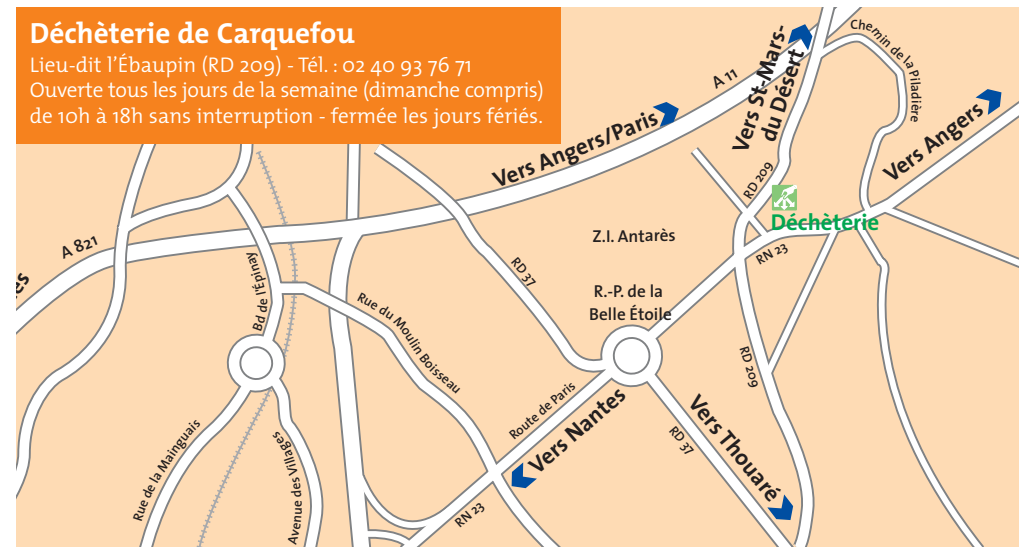 Déchèterie de Carquefou
Lieu-dit l'Ébaupin (RD 209) - Tél. : 02 40 93 76 71
Ouverte tous les jours de la semaine (dimanche compris)
de 10h à 18h sans interruption - fermée les jours fériés.
Chemin de la Piladière
A 11
Vers St-Mars-
du Désert
Vers Angers/Paris
Vers Angers
RD 209
Déchèterie
A 821
Z.I. Antarès
RN 23
Bd de l'Épinay
RD 37
R.-P. de la
Belle Étoile
Rue du Moulin Boisseau
RD 209
Route de Paris
Vers Nantes
Vers Thouaré
RD 37
Rue de la Mainguais
Avenue des Villages
RN 23